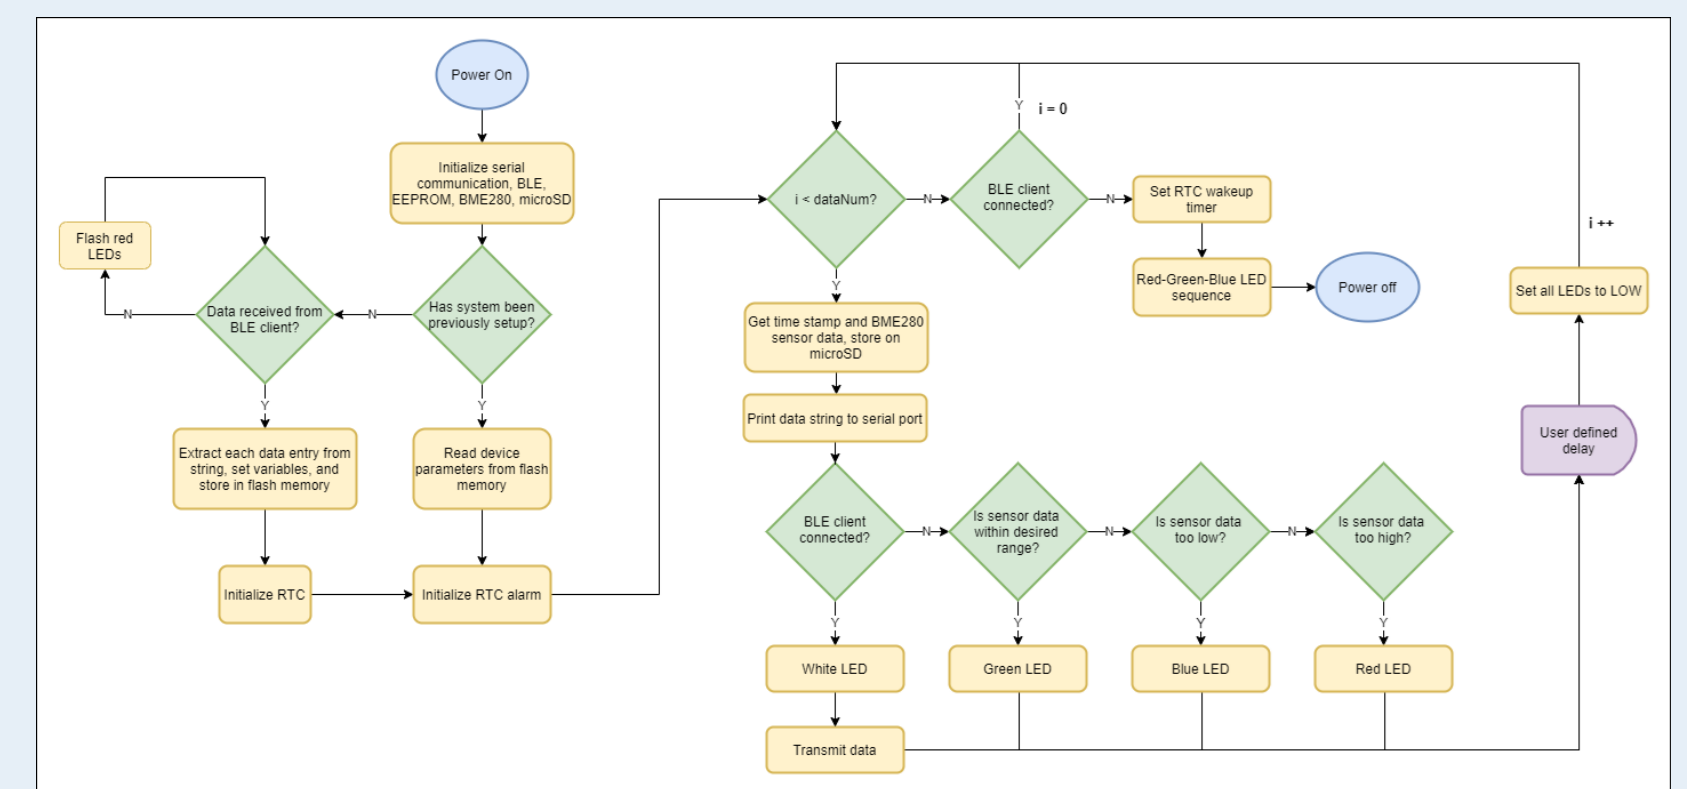 Power On
Initialize serial
communication, BLE,
EEPROM, BME280, microSD
Has system been
previously setup?
N
Data received from
BLE client?
N
Flash red
LEDs
Y
Extract each data entry from
string, set variables, and
store in flash memory
Initialize RTC
Y
Read device
parameters from flash
memory
Initialize RTC alarm
i < dataNum?
N
BLE client
connected?
Y
i = 0
N
Set RTC wakeup
timer
Red-Green-Blue LED
sequence
Power off
Y
Get time stamp and BME280
sensor data, store on
microSD
Print data string to serial port
BLE client
connected?
N
Is sensor data
within desired
range?
N
Is sensor data
too low?
N
Is sensor data
too high?
Y
Y
Y
Y
White LED
Green LED
Blue LED
Red LED
Transmit data
User defined
delay
Set all LEDs to LOW
i ++